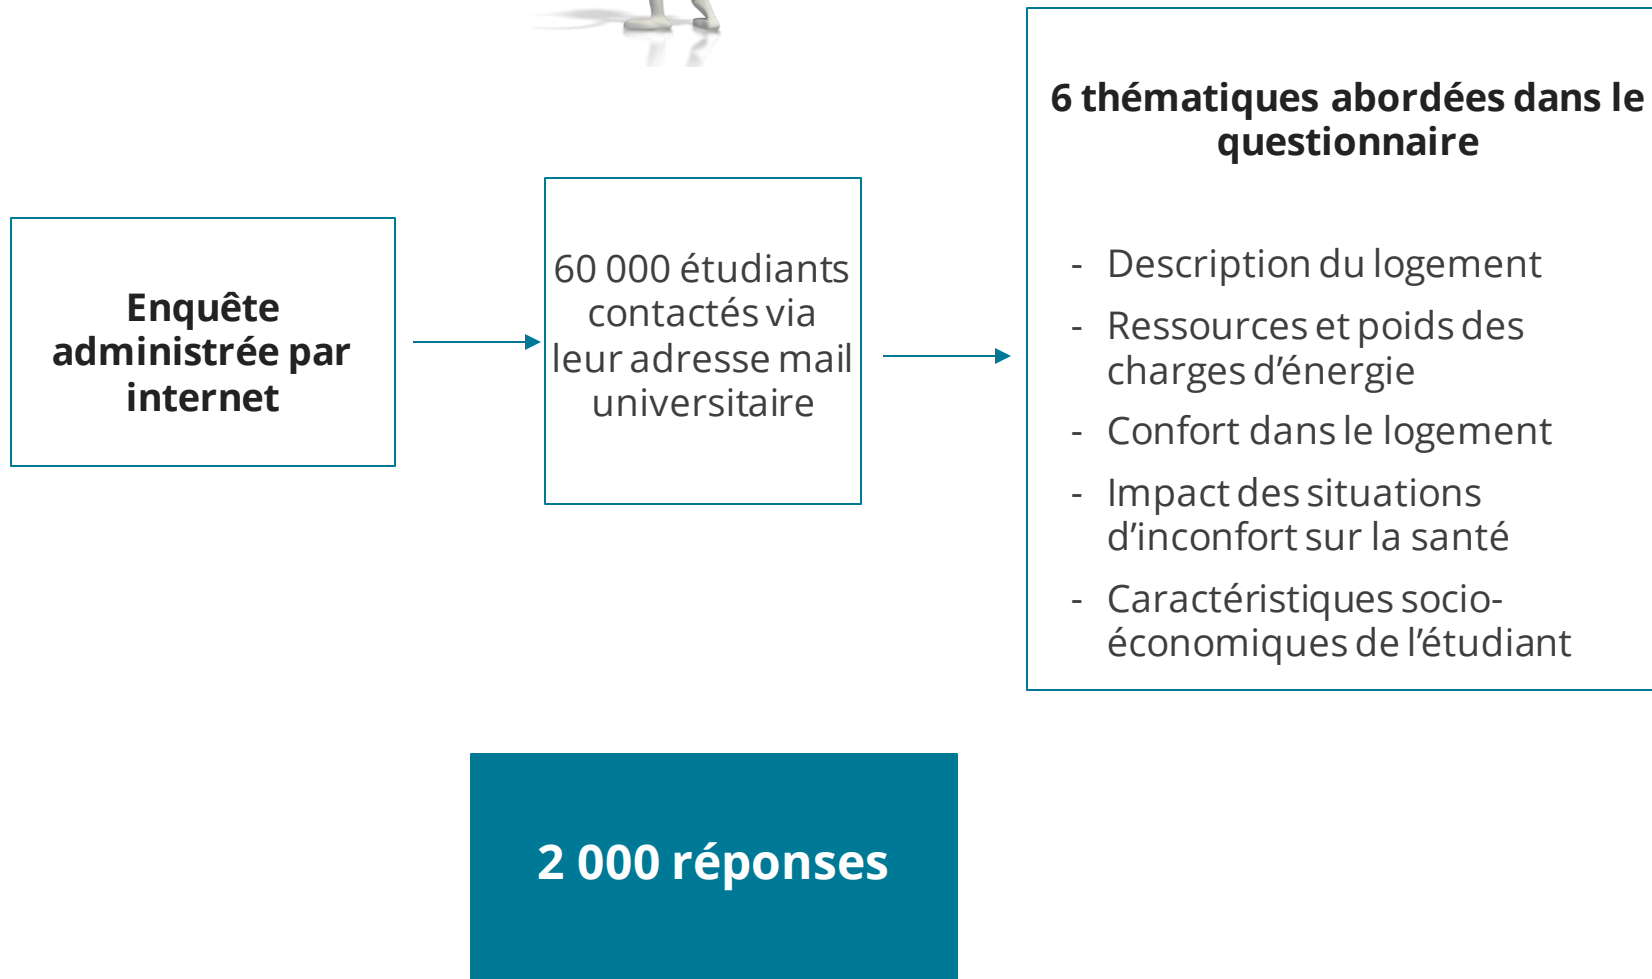 Enquête
administrée par
internet
60 000 étudiants
contactés via
leur adresse mail
universitaire
6 thématiques abordées dans le
questionnaire
- Description du logement
- Ressources et poids des
charges d’énergie
- Confort dans le logement
- Impact des situations
d’inconfort sur la santé
- Caractéristiques socio-
économiques de l’étudiant
2 000 réponses